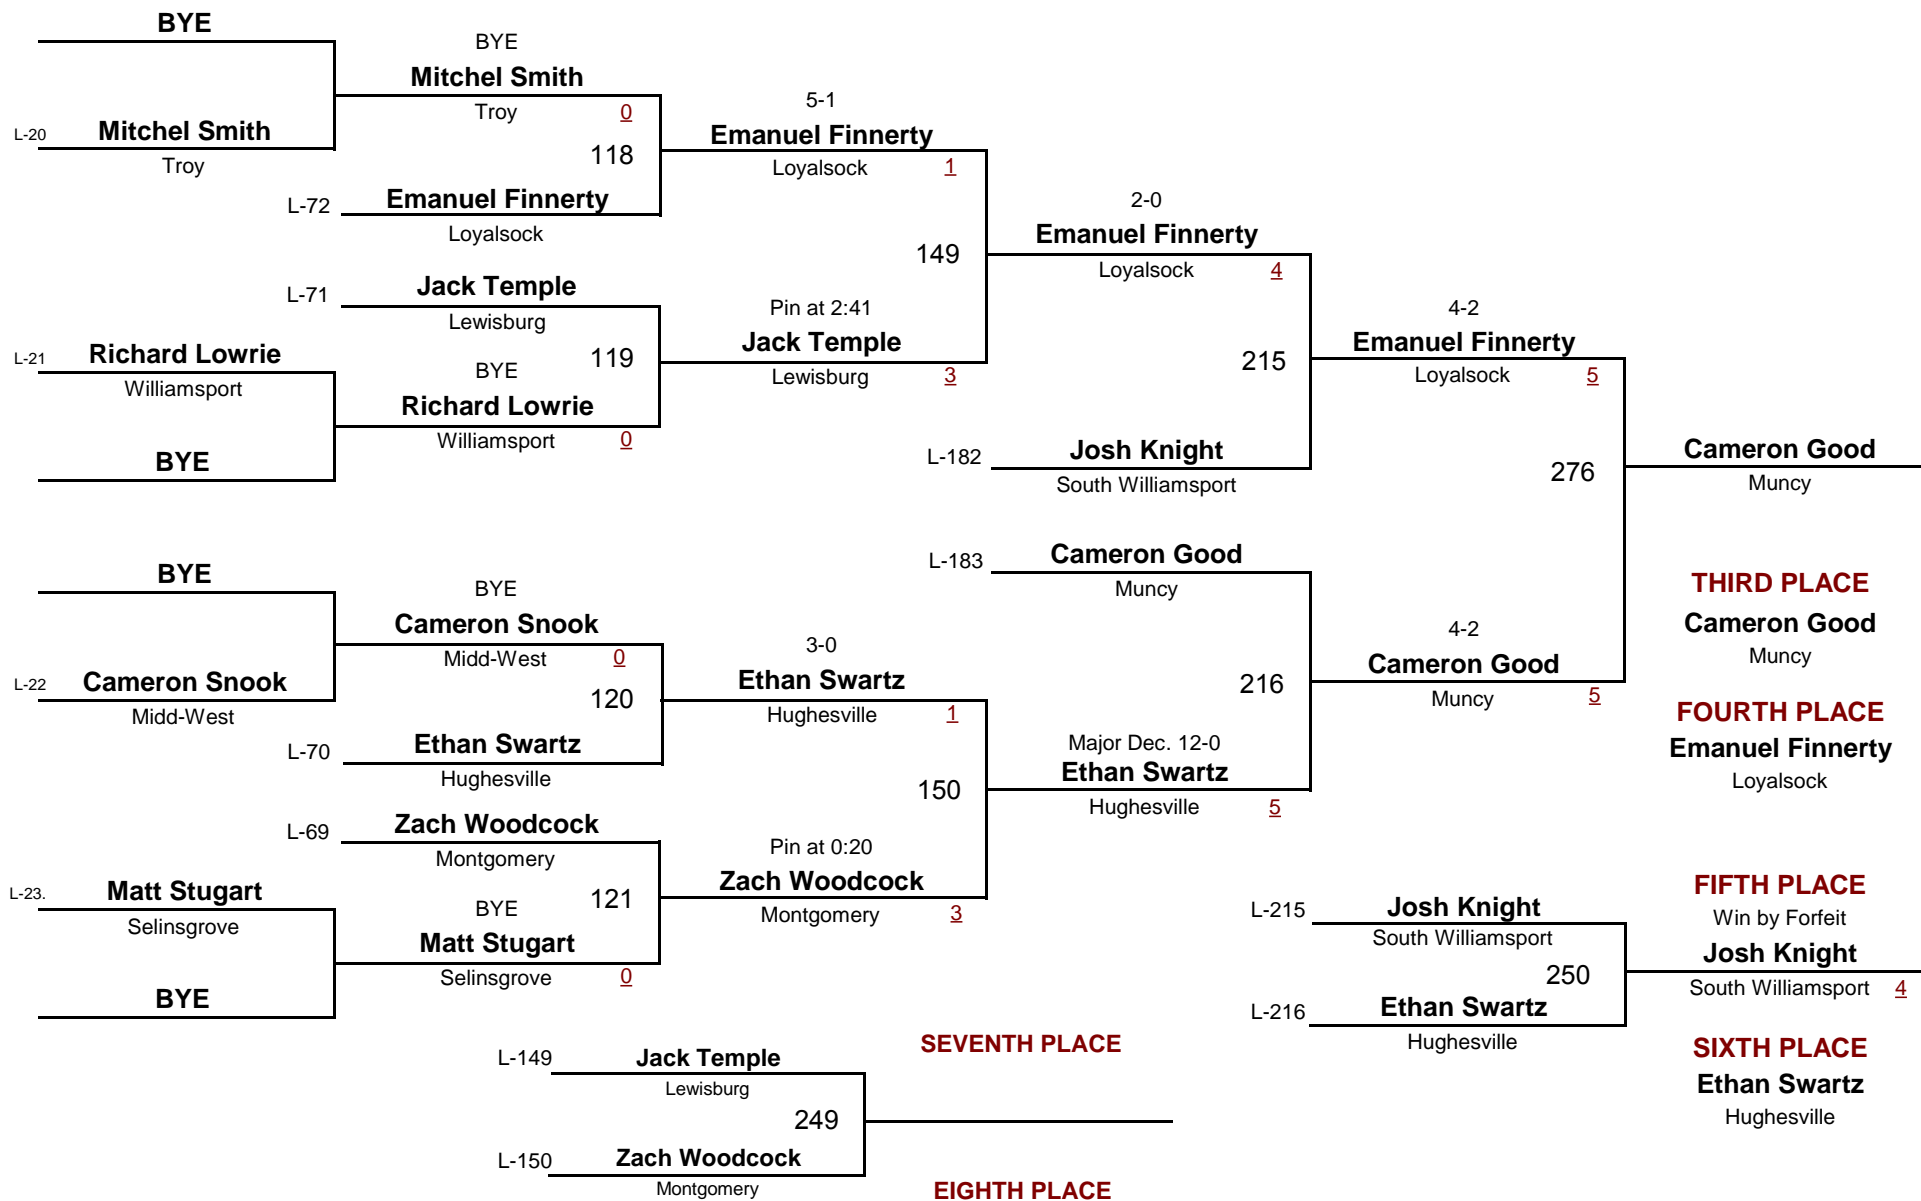 BYE
BYE
Mitchel Smith
Troy 0
L-20 Mitchel Smith
Troy
118
5-1
Emanuel Finnerty
Loyalsock 1
L-72 Emanuel Finnerty
Loyalsock
149
2-0
Emanuel Finnerty
Loyalsock 4
L-71 Jack Temple
Lewisburg
119
Pin at 2:41
Jack Temple
Lewisburg 3
L-21 Richard Lowrie
Williamsport
BYE
Richard Lowrie
Williamsport 0
BYE
215
4-2
Emanuel Finnerty
Loyalsock 5
L-182 Josh Knight
South Williamsport
276
Cameron Good
Muncy
L-183 Cameron Good
Muncy
BYE
BYE
Cameron Snook
Midd-West 0
L-22 Cameron Snook
Midd-West
120
3-0
Ethan Swartz
Hughesville 1
L-70 Ethan Swartz
Hughesville
216
4-2
Cameron Good
Muncy 5
THIRD PLACE
Cameron Good
Muncy
FOURTH PLACE
Emanuel Finnerty
Loyalsock
150
Major Dec. 12-0
Ethan Swartz
Hughesville 5
L-69 Zach Woodcock
Montgomery
121
Pin at 0:20
Zach Woodcock
Montgomery 3
L-23. Matt Stugart
Selinsgrove
BYE
Matt Stugart
Selinsgrove 0
BYE
L-215 Josh Knight
South Williamsport
250
L-216 Ethan Swartz
Hughesville
FIFTH PLACE
Win by Forfeit
Josh Knight
South Williamsport 4
SIXTH PLACE
Ethan Swartz
Hughesville
SEVENTH PLACE
L-149 Jack Temple
Lewisburg
249
L-150 Zach Woodcock
Montgomery
EIGHTH PLACE